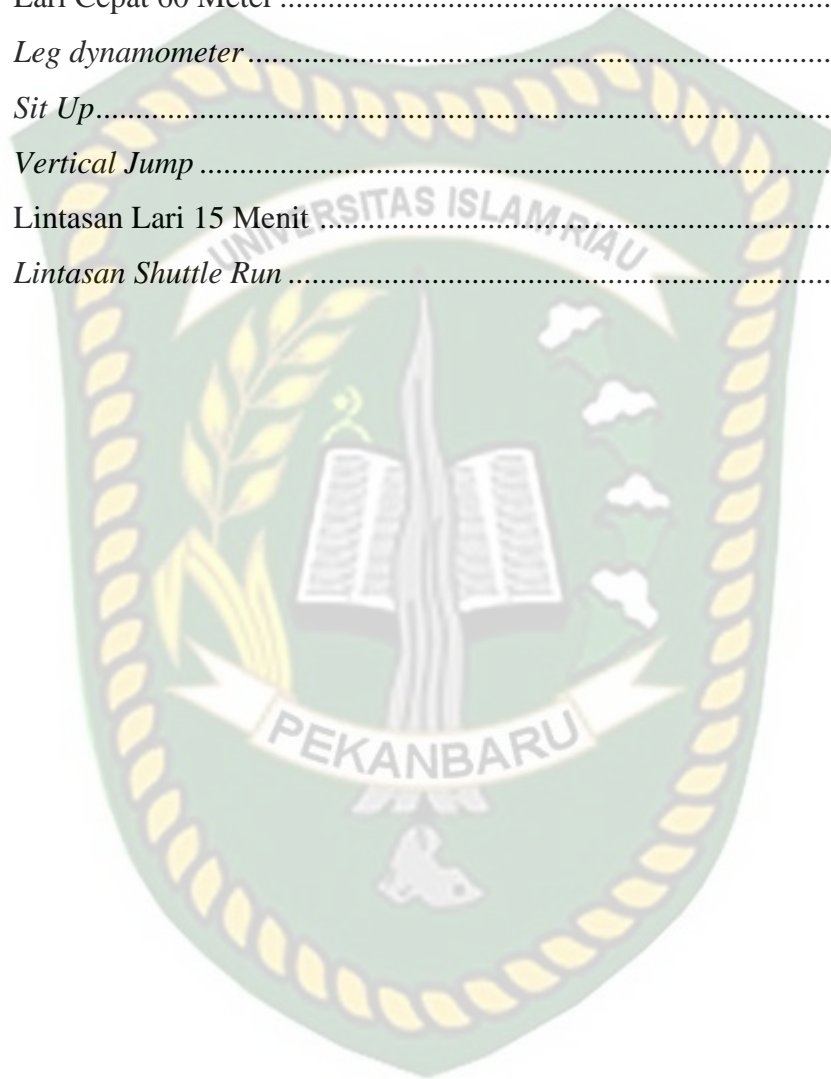 Lari Cepat 60 Meter ..........................................................................
Leg dynamometer..............................................................................
Sit Up.................................................................................................
Vertical Jump ....................................................................................
Lintasan Lari 15 Menit .....................................................................
Lintasan Shuttle Run .........................................................................
UNIVERSITAS ISLAM RIAU
PEKANBARU